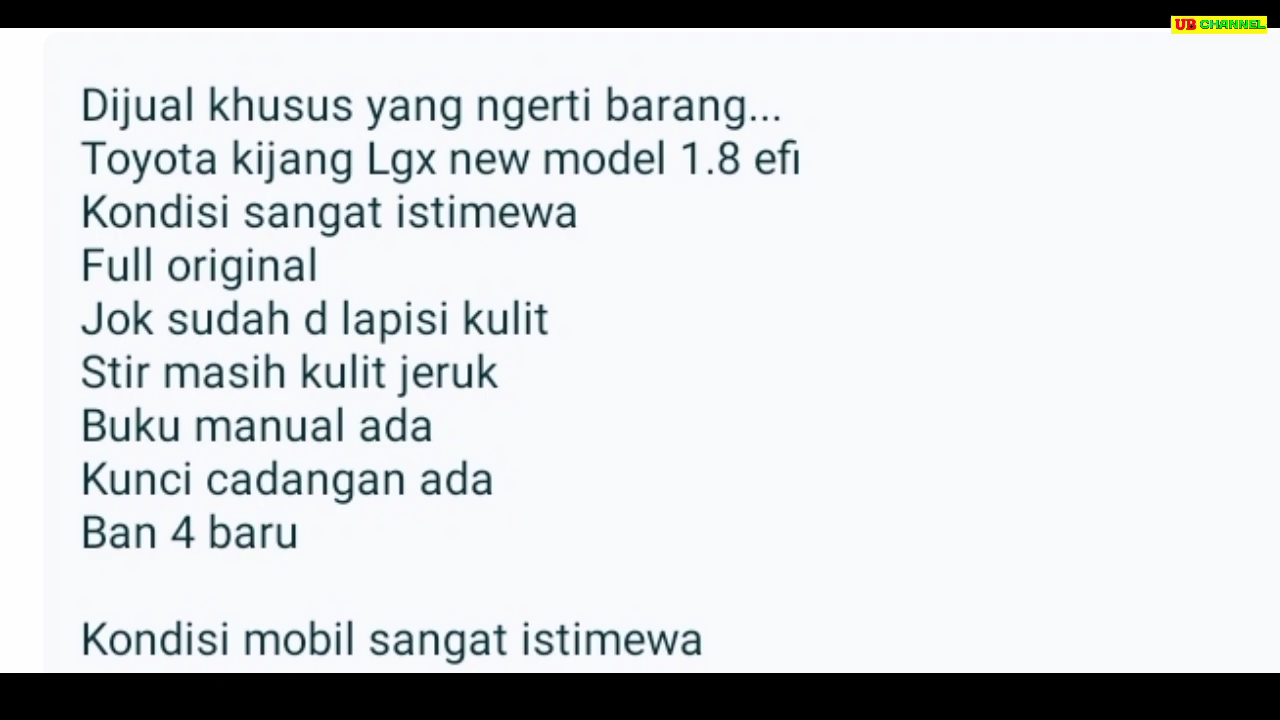 UB CHANNEL
Dijual khusus yang ngerti barang...
Toyota kijang Lgx new model 1.8 efi
Kondisi sangat istimewa
Full original
Jok sudah d lapisi kulit
Stir masih kulit jeruk
Buku manual ada
Kunci cadangan ada
Ban 4 baru
Kondisi mobil sangat istimewa